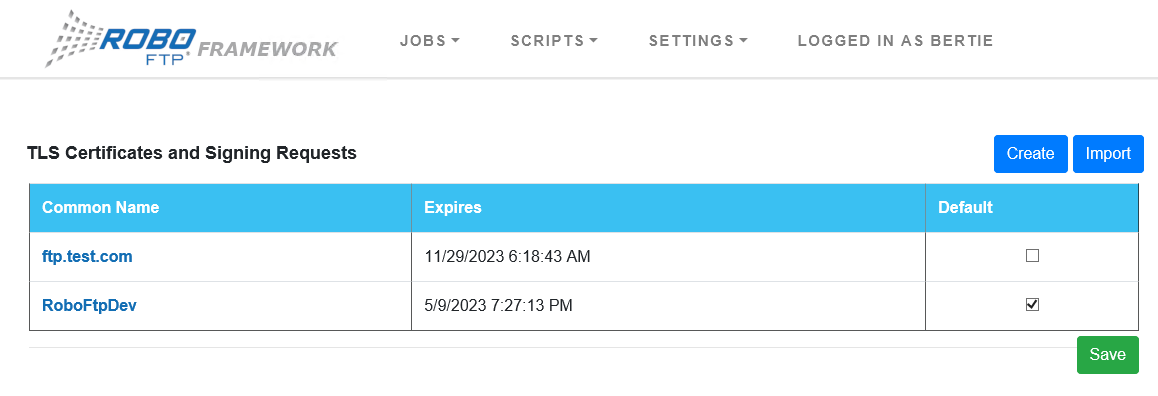 ROBO FTP FRAMEWORK
JOBS SCRIPTS SETTINGS LOGGED IN AS BERTIE
TLS Certificates and Signing Requests Create Import
Common Name Expires Default
ftp.test.com 11/29/2023 6:18:43 AM
RoboFtpDev 5/9/2023 7:27:13 PM
Save